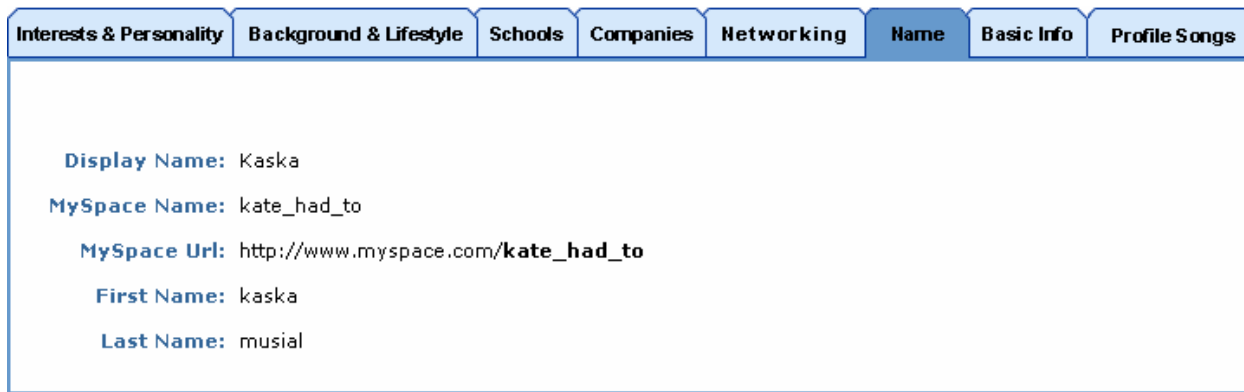 Interests & Personality Background & Lifestyle Schools Companies Networking Name Basic Info Profile Songs
Display Name: Kaska
MySpace Name: kate_had_to
MySpace Url: http://www.myspace.com/kate_had_to
First Name: kaska
Last Name: musial